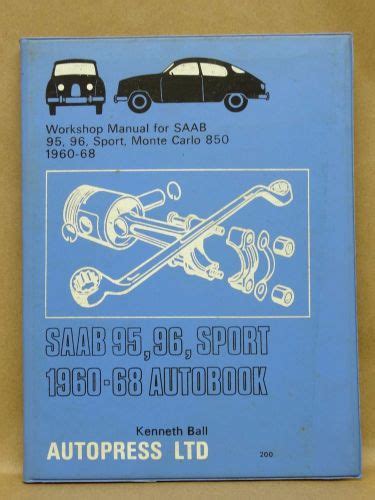 Workshop Manual for SAAB
95, 96, Sport, Monte Carlo 850
1960-68
SAAB 95, 96, SPORT
1960-68 AUTOBOOK
Kenneth Ball
AUTOPRESS LTD
200